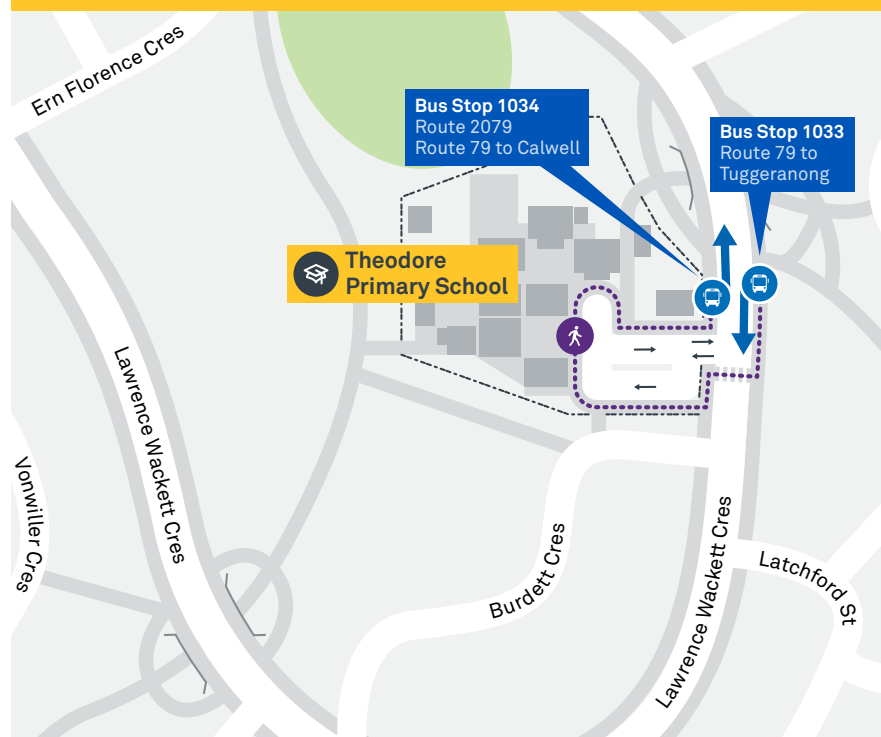 Ern Florence Cres
Bus Stop 1034
Route 2079
Route 79 to Calwell
Bus Stop 1033
Route 79 to
Tuggeranong
Theodore
Primary School
Lawrence Wackett Cres
Vonwiller Cres
Burdett Cres
Lawrence Wackett Cres
Latchford St